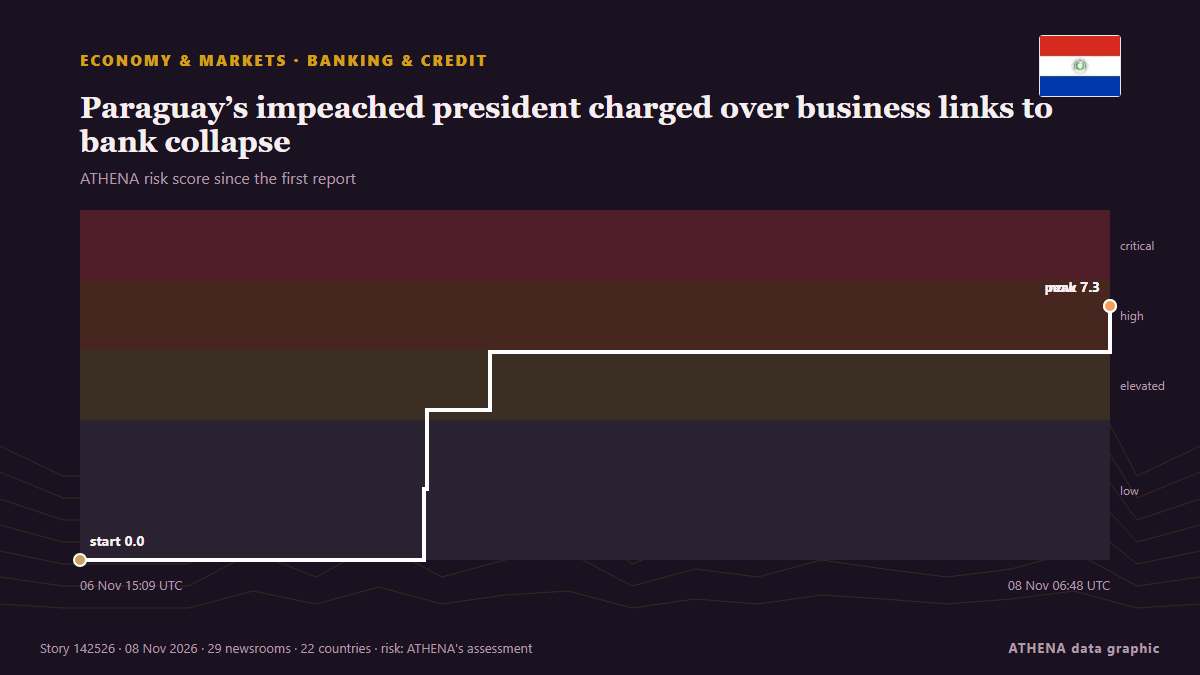 ECONOMY & MARKETS · BANKING & CREDIT
Paraguay’s impeached president charged over business links to
bank collapse
ATHENA risk score since the first report
critical
peak 7.3
high
elevated
low
start 0.0
06 Nov 15:09 UTC
08 Nov 06:48 UTC
Story 142526 · 08 Nov 2026 · 29 newsrooms · 22 countries · risk: ATHENA's assessment
ATHENA data graphic